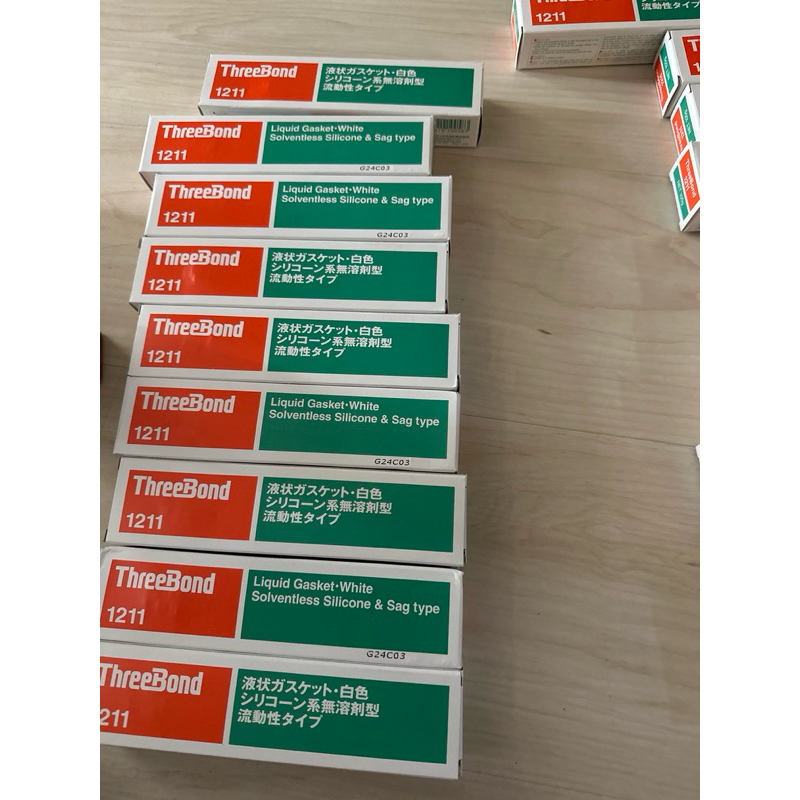 ThreeBond
1211
液状ガスケット・白色
シリコーン系無溶剤型
流動性タイプ
ThreeBond
1211
Liquid Gasket・White
Solventless Silicone & Sag type
G24C03
ThreeBond
1211
Liquid Gasket・White
Solventless Silicone & Sag type
G24C03
ThreeBond
1211
液状ガスケット・白色
シリコーン系無溶剤型
流動性タイプ
ThreeBond
1211
液状ガスケット・白色
シリコーン系無溶剤型
流動性タイプ
ThreeBond
1211
Liquid Gasket・White
Solventless Silicone & Sag type
G24C03
ThreeBond
1211
液状ガスケット・白色
シリコーン系無溶剤型
流動性タイプ
ThreeBond
1211
Liquid Gasket・White
Solventless Silicone & Sag type
G24C03
ThreeBond
211
液状ガスケット・白色
シリコーン系無溶剤型
流動性タイプ
1211
流動性タイプ
ThreeBond
1211